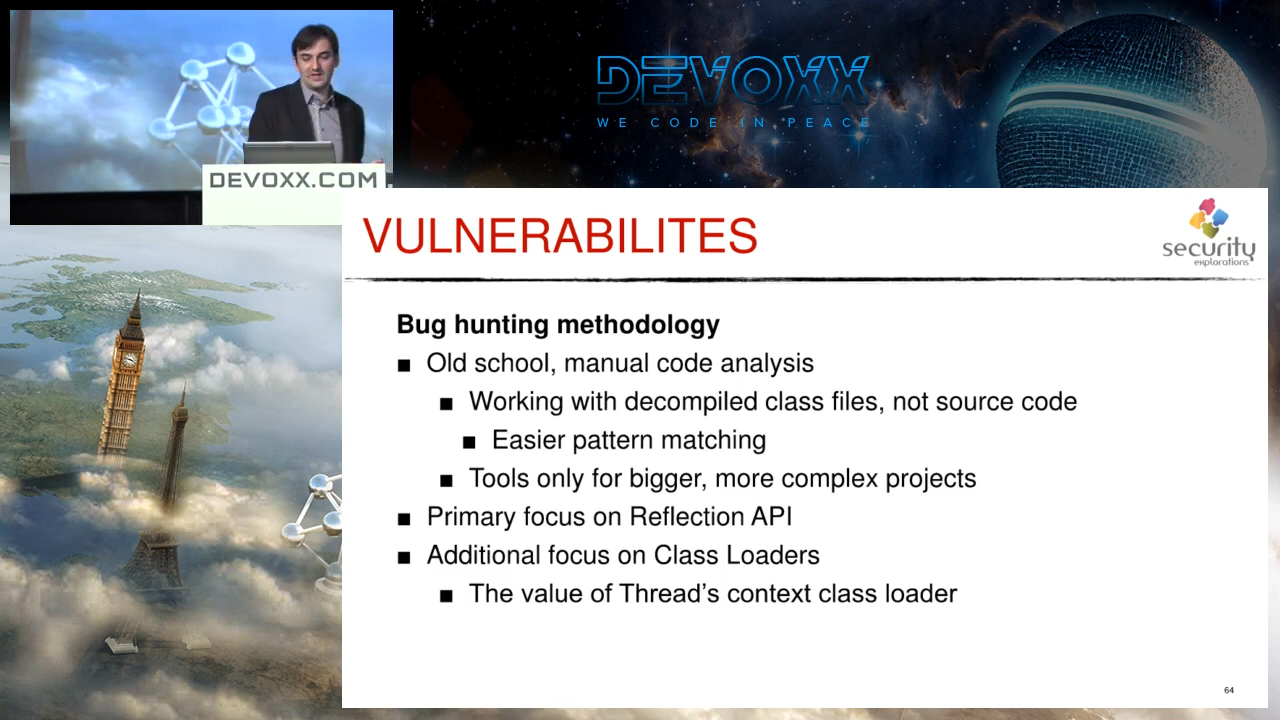 DEVOXX
WE CODE IN PEACE
DEVOXX.COM
VULNERABILITES
security
explorations
Bug hunting methodology
■ Old school, manual code analysis
■ Working with decompiled class files, not source code
■ Easier pattern matching
■ Tools only for bigger, more complex projects
■ Primary focus on Reflection API
■ Additional focus on Class Loaders
■ The value of Thread’s context class loader
64